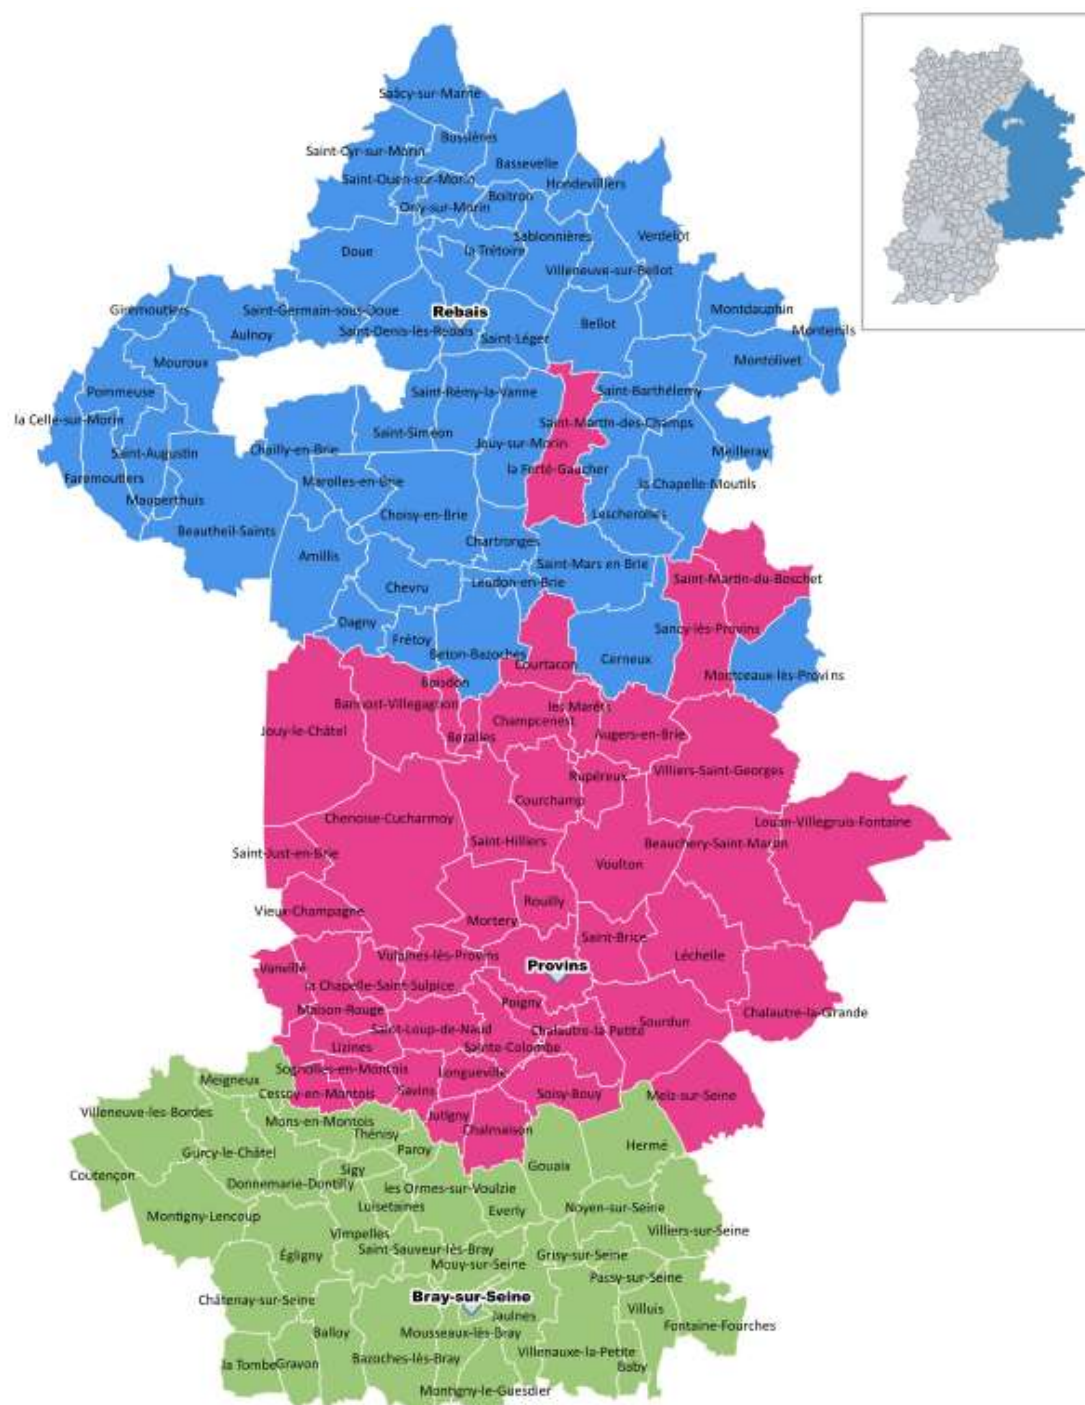 Saâcy-sur-Marne
Bussières
Saint-Cyr-sur-Morin
Bassevelle
Saint-Ouen-sur-Morin
Hondevilliers
Boitron
Orly-sur-Morin
Sablonnières
Verdelot
Doue
la Trétoire
Villeneuve-sur-Bellot
Giremoutiers
Saint-Germain-sous-Doue
Rebais
Montdauphin
Aulnoy
Saint-Denis-lès-Rebais
Saint-Léger
Bellot
Montenils
Mouroux
Montolivet
Pommeuse
Saint-Rémy-la-Vanne
Saint-Barthélemy
la Celle-sur-Morin
Saint-Martin-des-Champs
Saint-Siméon
Jouy-sur-Morin
Chailly-en-Brie
Meilleray
Saint-Augustin
la Ferté-Gaucher
Faremoutiers
Marolles-en-Brie
la Chapelle-Moutils
Mauperthuis
Choisy-en-Brie
Lescherolles
Beautheil-Saints
Chartronges
Amillis
Saint-Mars en Brie
Leudon-en-Brie
Saint-Martin-du-Boschet
Chevru
Dagny
Sancy-lès-Provins
Frétoy
Beton-Bazoches
Courtacon
Cerneux
Montceaux-lès-Provins
Boisdon
Bannost-Villegagnon
les Marêts
Jouy-le-Châtel
Champcenest
Bezalles
Augers-en-Brie
Villiers-Saint-Georges
Rupéreux
Courchamp
Chenoise-Cucharmoy
Louan-Villegruis-Fontaine
Saint-Hilliers
Beauchery-Saint-Martin
Saint-Just-en-Brie
Voulton
Rouilly
Vieux-Champagne
Mortery
Saint-Brice
Vulaines-lès-Provins
Léchelle
Provins
Vanvillé
la Chapelle-Saint-Sulpice
Poigny
Maison-Rouge
Chalautre-la-Grande
Saint-Loup-de-Naud
Chalautre-la-Petite
Sourdun
Lizines
Sainte-Colombe
Sognolles-en-Montois
Longueville
Meigneux
Cessoy-en-Montois
Savins
Soisy-Bouy
Melz-sur-Seine
Villeneuve-les-Bordes
Jutigny
Mons-en-Montois
Chalmaison
Thénisy
Hermé
Gurcy-le-Châtel
Paroy
Gouaix
Coutençon
Sigy
Donnemarie-Dontilly
les Ormes-sur-Voulzie
Luisetaines
Noyen-sur-Seine
Montigny-Lencoup
Everly
Villiers-sur-Seine
Vimpelles
Saint-Sauveur-lès-Bray
Égligny
Grisy-sur-Seine
Mouy-sur-Seine
Passy-sur-Seine
Bray-sur-Seine
Châtenay-sur-Seine
Villuis
Jaulnes
Fontaine-Fourches
Balloy
Mousseaux-lès-Bray
Villenauxe-la-Petite
Bazoches-lès-Bray
la Tombe
Gravon
Baby
Montigny-le-Guesdier